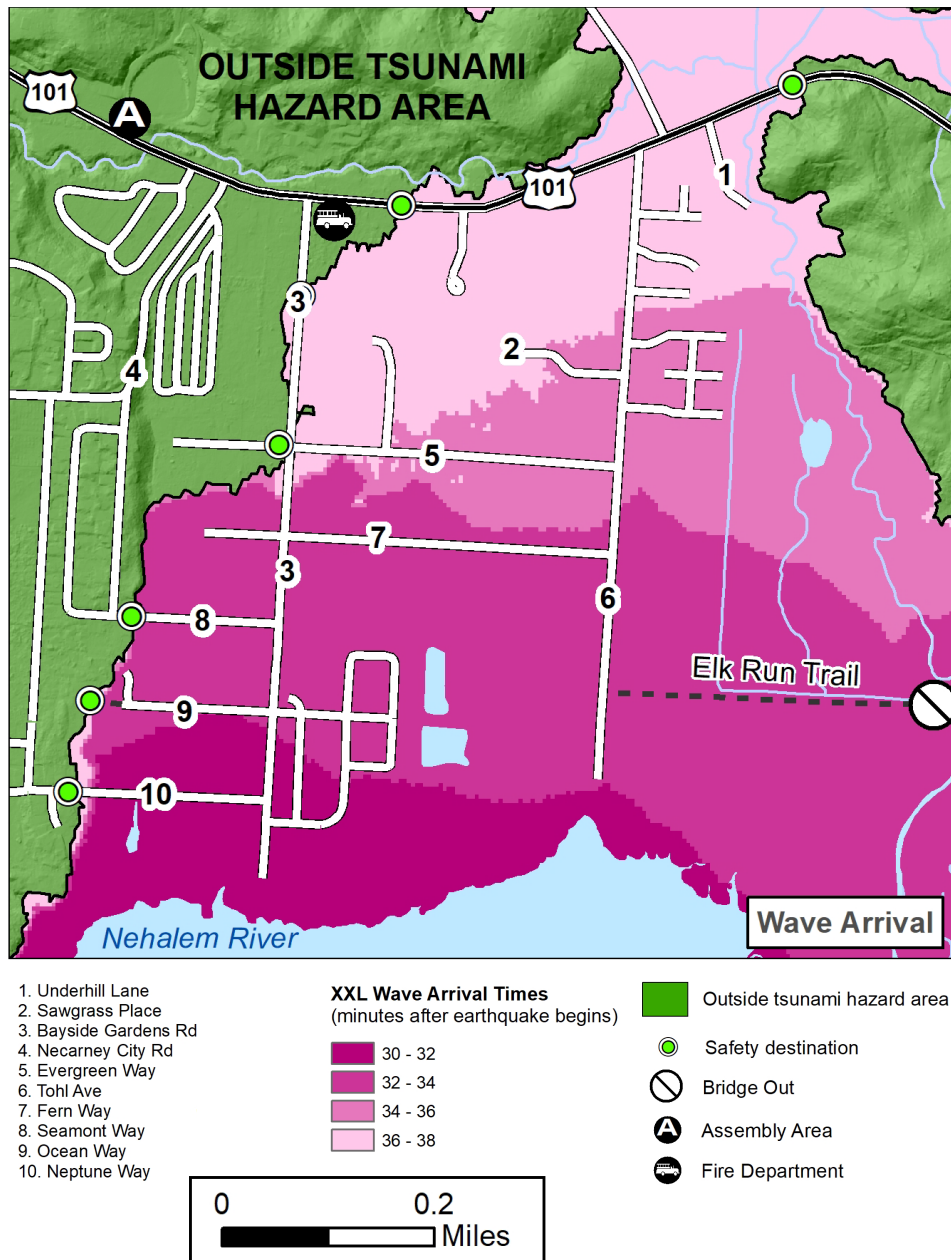 OUTSIDE TSUNAMI
HAZARD AREA
101
A
101
1
3
2
4
5
7
3
6
8
Elk Run Trail
9
10
Nehalem River
Wave Arrival
1. Underhill Lane
2. Sawgrass Place
3. Bayside Gardens Rd
4. Necarney City Rd
5. Evergreen Way
6. Tohl Ave
7. Fern Way
8. Seamont Way
9. Ocean Way
10. Neptune Way
XXL Wave Arrival Times
(minutes after earthquake begins)
30 - 32
32 - 34
34 - 36
36 - 38
Outside tsunami hazard area
Safety destination
Bridge Out
A Assembly Area
Fire Department
0 0.2
Miles